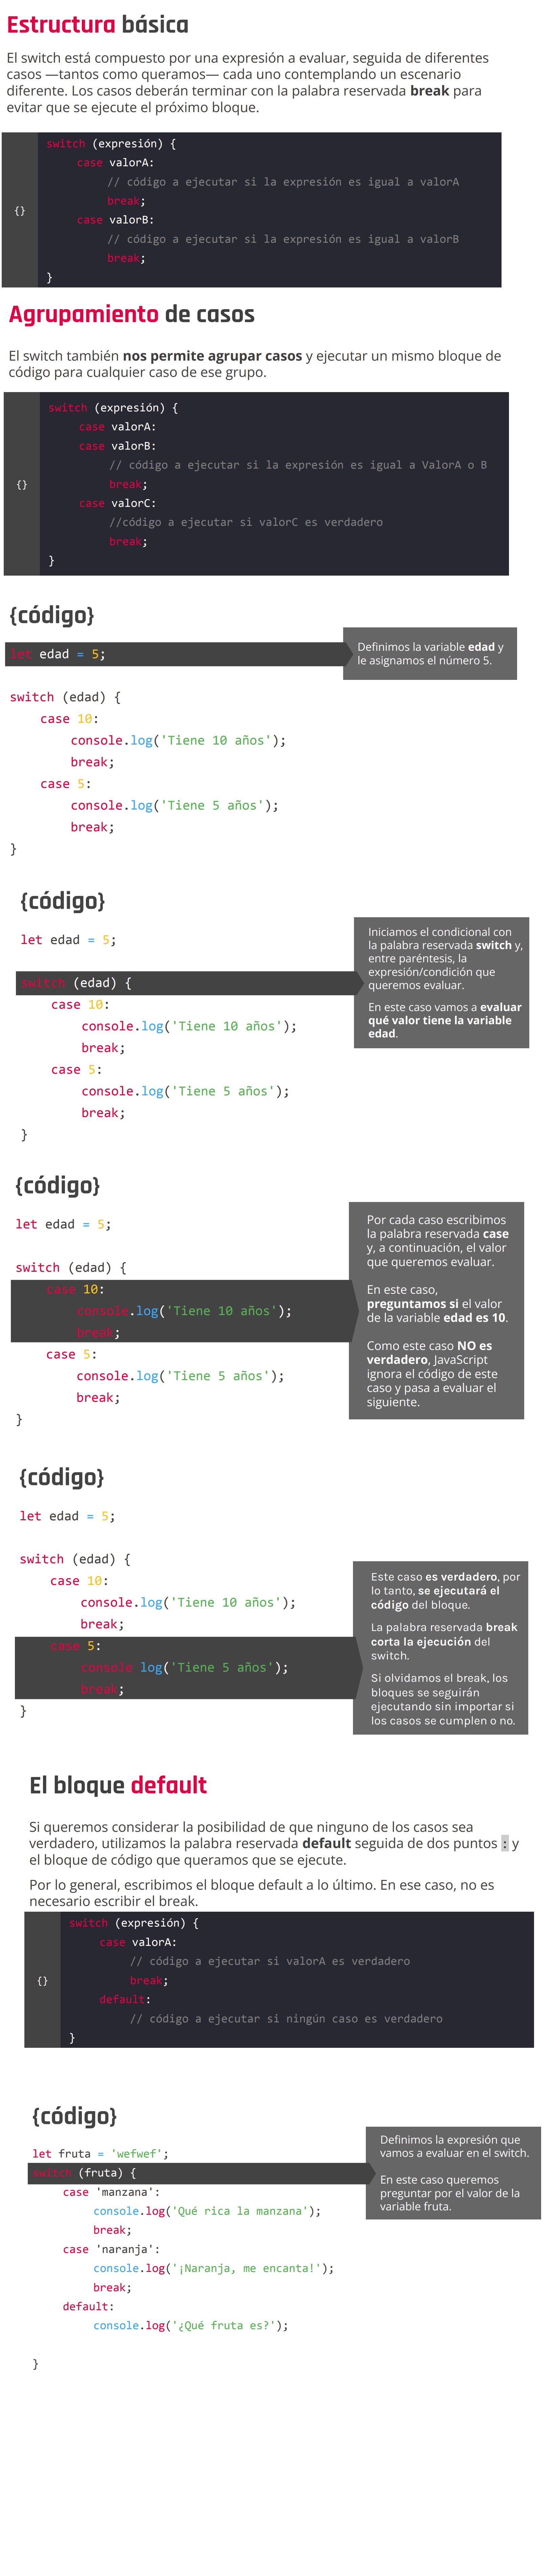 Estructura básica
El switch está compuesto por una expresión a evaluar, seguida de diferentes
casos —tantos como queramos— cada uno contemplando un escenario
diferente. Los casos deberán terminar con la palabra reservada break para
evitar que se ejecute el próximo bloque.
switch (expresión) {
case valorA:
// código a ejecutar si la expresión es igual a valorA
break;
{}
case valorB:
// código a ejecutar si la expresión es igual a valorB
break;
}
Agrupamiento de casos
El switch también nos permite agrupar casos y ejecutar un mismo bloque de
código para cualquier caso de ese grupo.
switch (expresión) {
case valorA:
case valorB:
// código a ejecutar si la expresión es igual a ValorA o B
{}
break;
case valorC:
//código a ejecutar si valorC es verdadero
break;
}
{código}
let edad = 5;
Definimos la variable edad y
le asignamos el número 5.
switch (edad) {
case 10:
console.log('Tiene 10 años');
break;
case 5:
console.log('Tiene 5 años');
break;
}
{código}
let edad = 5;
switch (edad) {
case 10:
console.log('Tiene 10 años');
break;
case 5:
console.log('Tiene 5 años');
break;
}
Iniciamos el condicional con
la palabra reservada switch y,
entre paréntesis, la
expresión/condición que
queremos evaluar.
En este caso vamos a evaluar
qué valor tiene la variable
edad.
{código}
let edad = 5;
switch (edad) {
case 10:
console.log('Tiene 10 años');
break;
case 5:
console.log('Tiene 5 años');
break;
}
Por cada caso escribimos
la palabra reservada case
y, a continuación, el valor
que queremos evaluar.
En este caso,
preguntamos si el valor
de la variable edad es 10.
Como este caso NO es
verdadero, JavaScript
ignora el código de este
caso y pasa a evaluar el
siguiente.
{código}
let edad = 5;
switch (edad) {
case 10:
console.log('Tiene 10 años');
break;
case 5:
console log('Tiene 5 años');
break;
}
Este caso es verdadero, por
lo tanto, se ejecutará el
código del bloque.
La palabra reservada break
corta la ejecución del
switch.
Si olvidamos el break, los
bloques se seguirán
ejecutando sin importar si
los casos se cumplen o no.
El bloque default
Si queremos considerar la posibilidad de que ninguno de los casos sea
verdadero, utilizamos la palabra reservada default seguida de dos puntos : y
el bloque de código que queramos que se ejecute.
Por lo general, escribimos el bloque default a lo último. En ese caso, no es
necesario escribir el break.
switch (expresión) {
case valorA:
// código a ejecutar si valorA es verdadero
{}
break;
default:
// código a ejecutar si ningún caso es verdadero
}
{código}
let fruta = 'wefwef';
switch (fruta) {
case 'manzana':
console.log('Qué rica la manzana');
break;
case 'naranja':
console.log('¡Naranja, me encanta!');
break;
default:
console.log('¿Qué fruta es?');
}
Definimos la expresión que
vamos a evaluar en el switch.
En este caso queremos
preguntar por el valor de la
variable fruta.